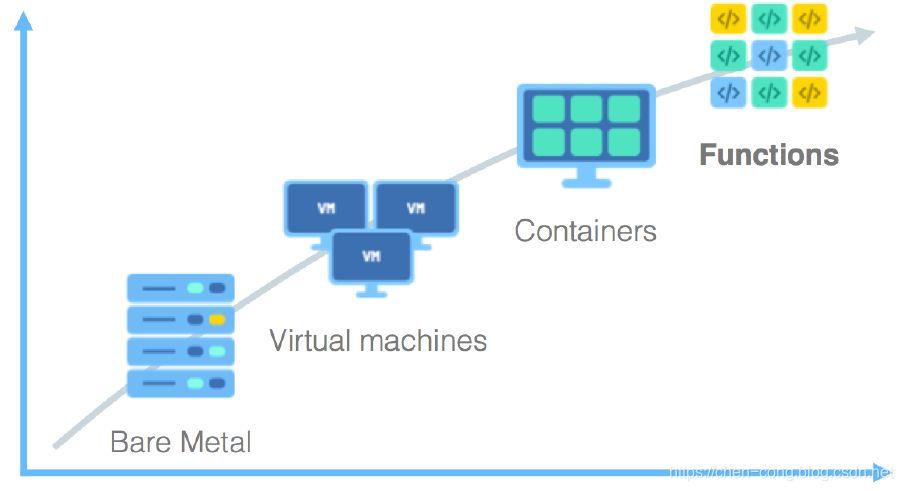 </> </> </>
</> </> </>
</> </> </>
Functions
VM VM
VM
Containers
Virtual machines
Bare Metal
https://chen-cong.blog.csdn.net